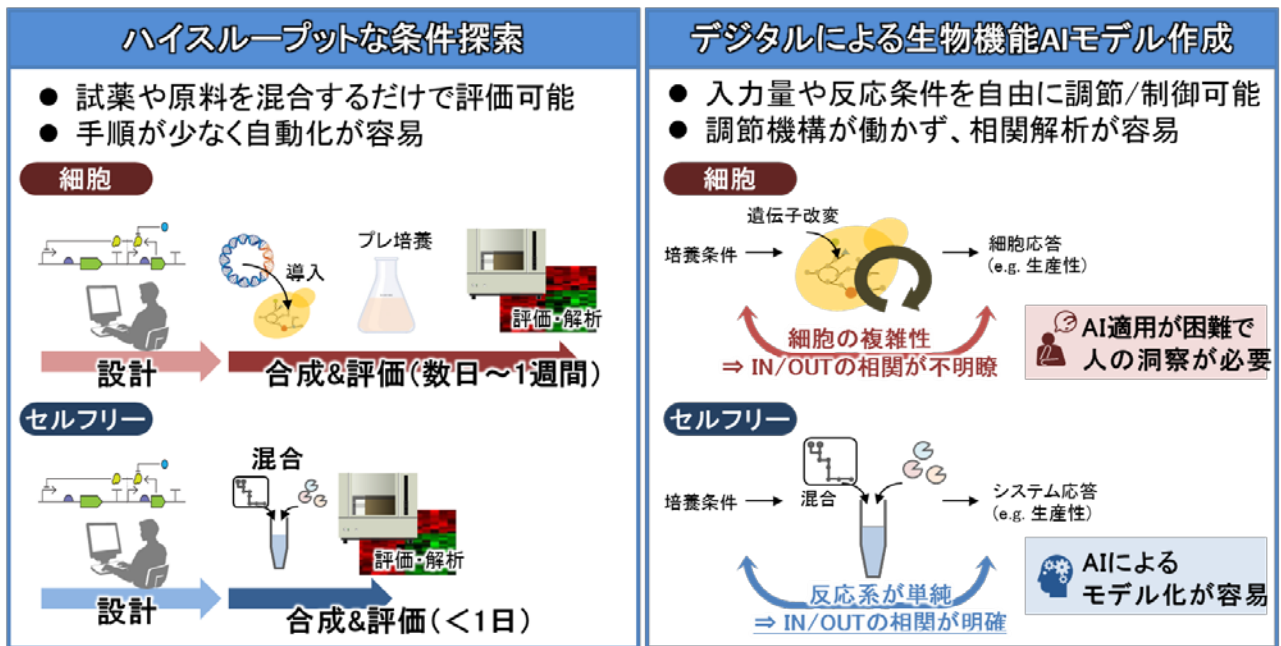 ハイスループットな条件探索
● 試薬や原料を混合するだけで評価可能
● 手順が少なく自動化が容易
細胞
導入
プレ培養
評価・解析
設計
合成&評価(数日～1週間)
セルフリー
混合
評価・解析
設計
合成&評価(＜1日)
デジタルによる生物機能AIモデル作成
● 入力量や反応条件を自由に調節/制御可能
● 調節機構が働かず、相関解析が容易
細胞
遺伝子改変
培養条件
細胞応答
(e.g. 生産性)
細胞の複雑性
⇒ IN/OUTの相関が不明瞭
AI適用が困難で
人の洞察が必要
セルフリー
培養条件
混合
システム応答
(e.g. 生産性)
反応系が単純
⇒ IN/OUTの相関が明確
AIによる
モデル化が容易